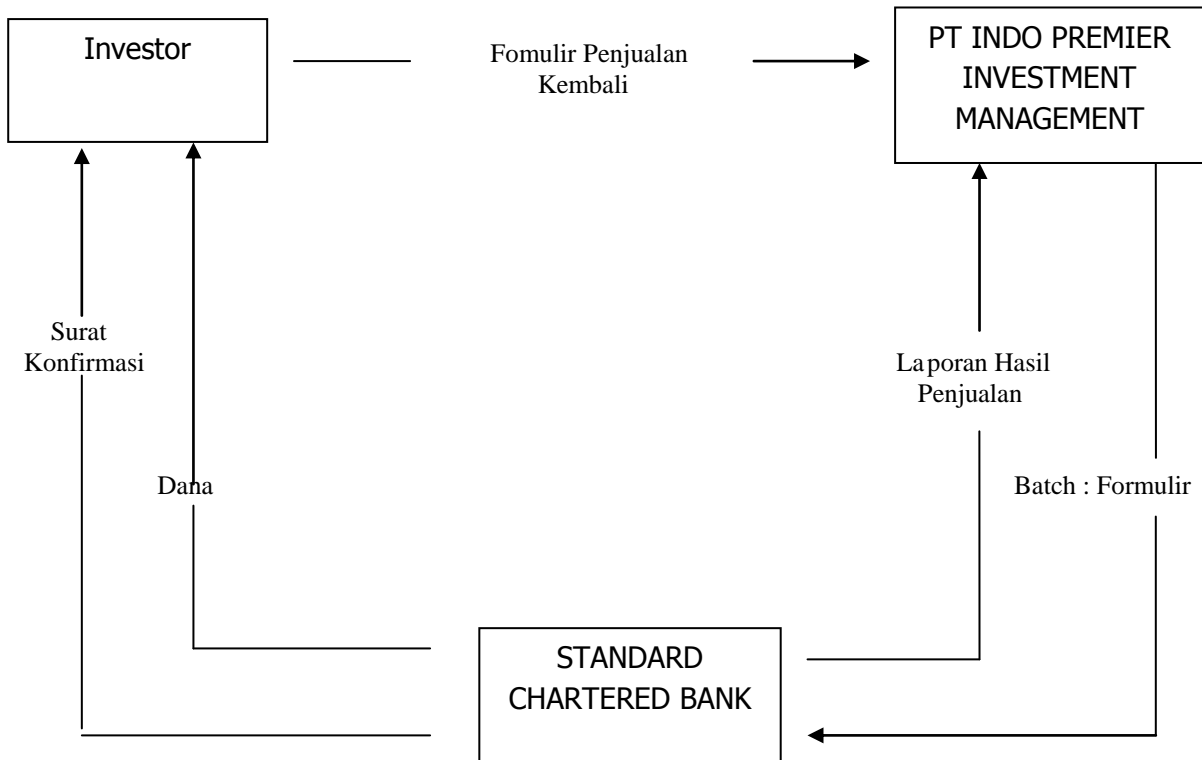 Investor
Fomulir Penjualan
Kembali
PT INDO PREMIER
INVESTMENT
MANAGEMENT
Surat
Konfirmasi
Laporan Hasil
Penjualan
Dana
Batch : Formulir
STANDARD
CHARTERED BANK